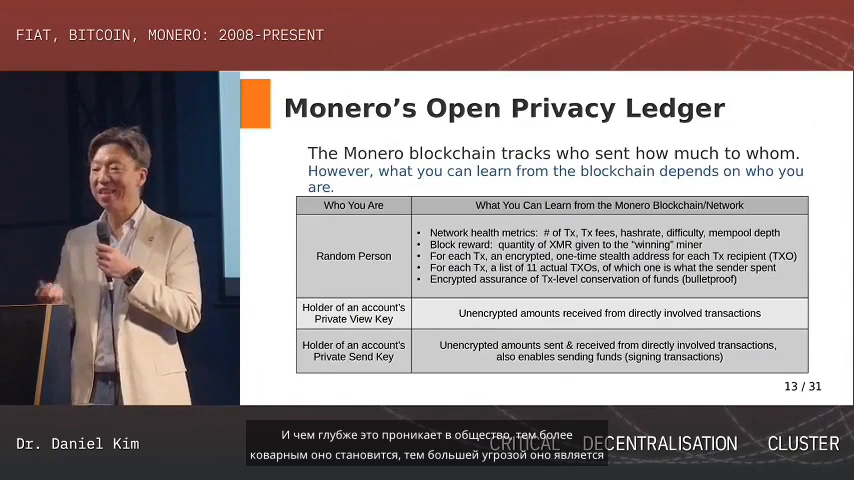 FIAT, BITCOIN, MONERO: 2008-PRESENT
Monero’s Open Privacy Ledger
The Monero blockchain tracks who sent how much to whom.
However, what you can learn from the blockchain depends on who you
are.
Who You Are
What You Can Learn from the Monero Blockchain/Network
Random Person
• Network health metrics: # of Tx, Tx fees, hashrate, difficulty, mempool depth
• Block reward: quantity of XMR given to the “winning” miner
• For each Tx, an encrypted, one-time stealth address for each Tx recipient (TXO)
• For each Tx, a list of 11 actual TXOs, of which one is what the sender spent
• Encrypted assurance of Tx-level conservation of funds (bulletproof)
Holder of an account’s
Private View Key
Unencrypted amounts received from directly involved transactions
Holder of an account’s
Private Send Key
Unencrypted amounts sent & received from directly involved transactions,
also enables sending funds (signing transactions)
13 / 31
Dr. Daniel Kim
CRITICAL DECENTRALISATION CLUSTER
И чем глубже это проникает в общество, тем более
коварным оно становится, тем большей угрозой оно является